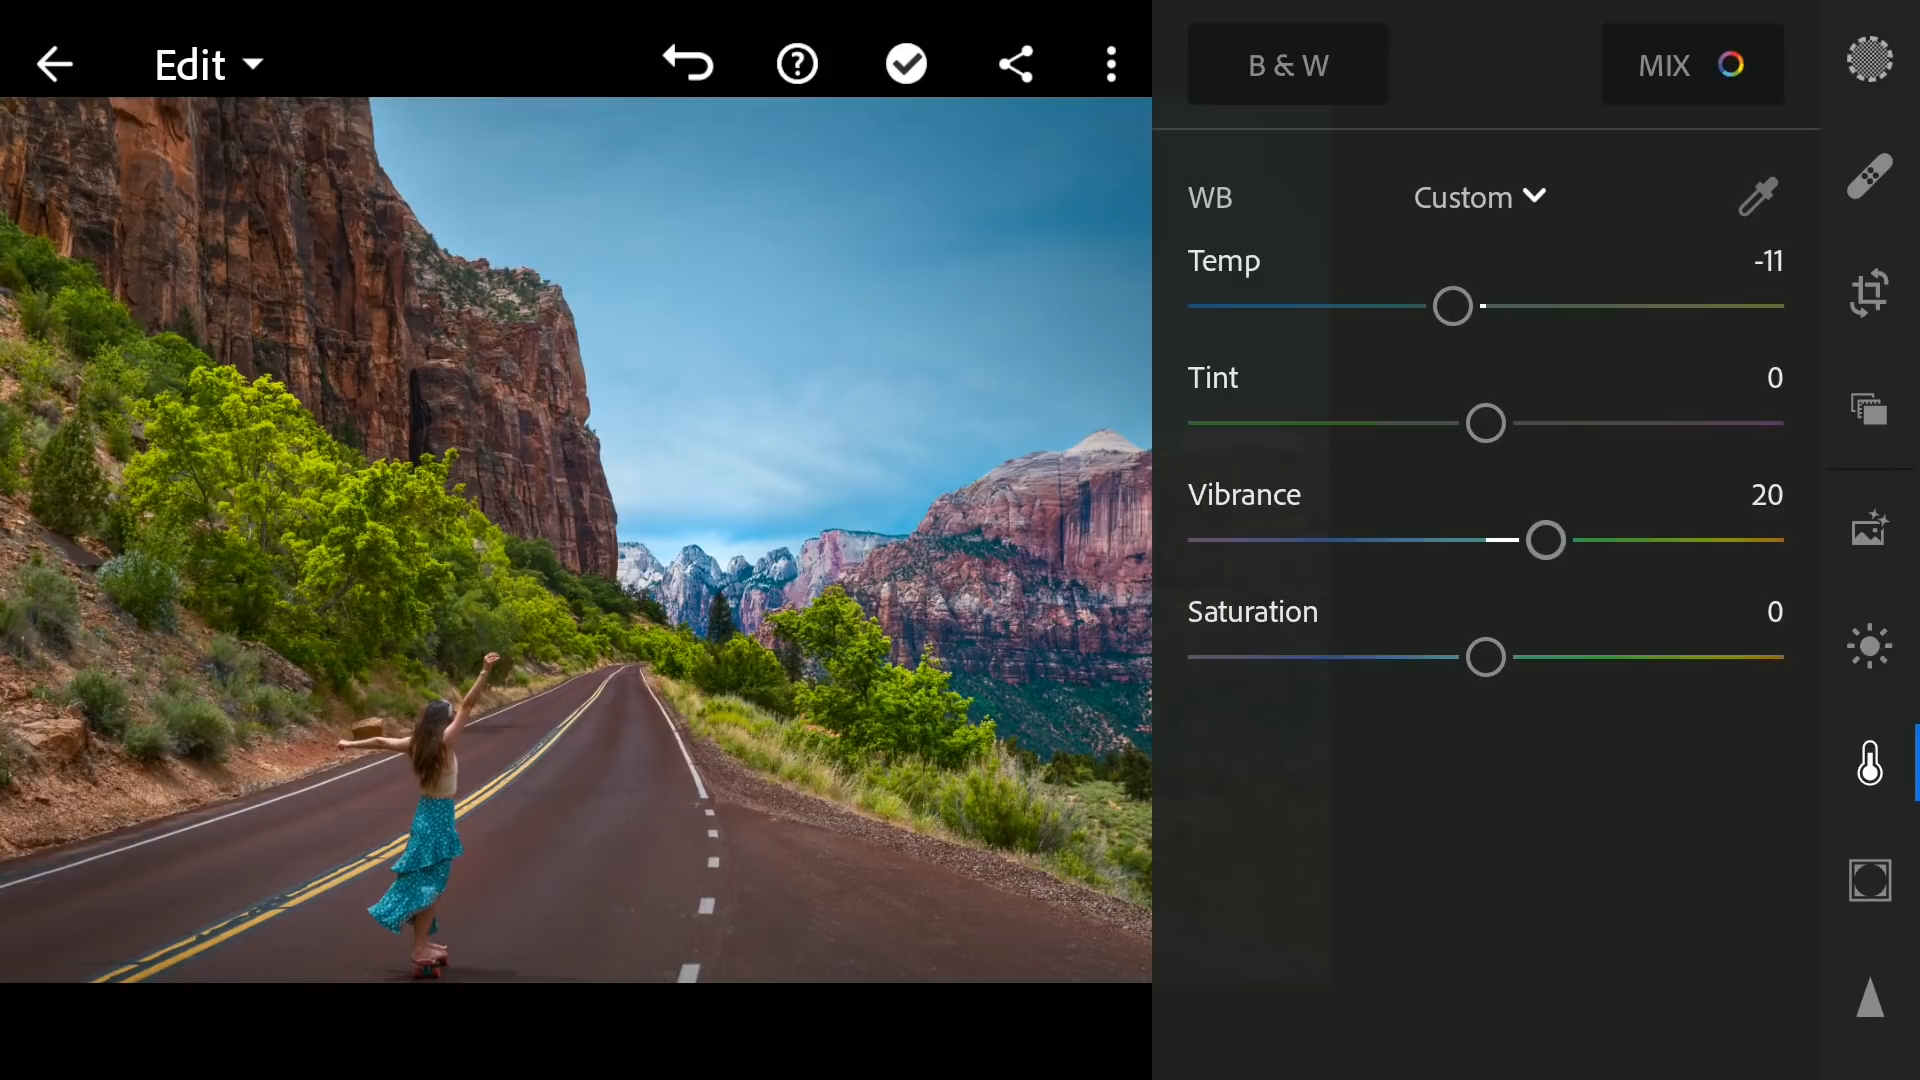 Edit
B & W
MIX
WB
Custom
Temp
-11
Tint
0
Vibrance
20
Saturation
0